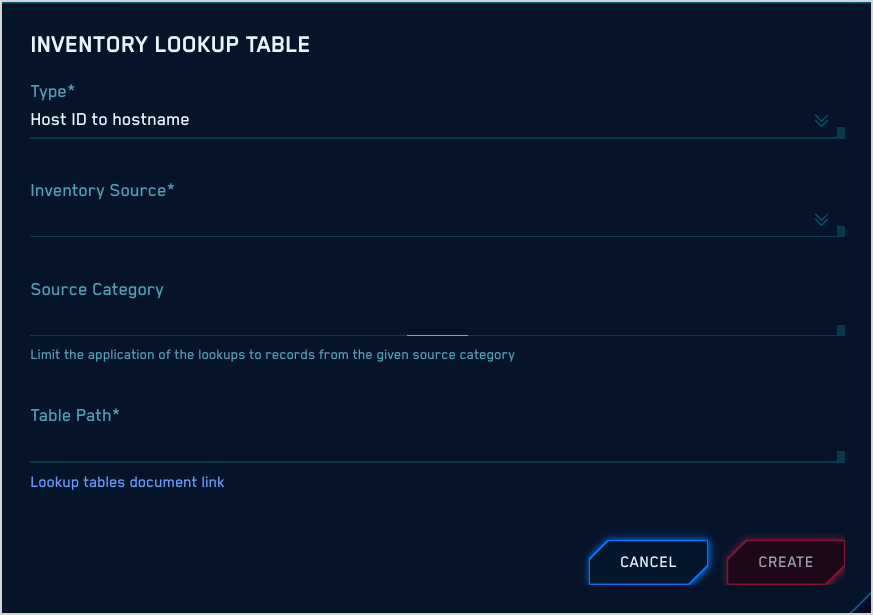 INVENTORY LOOKUP TABLE
Type*
Host ID to hostname
Inventory Source*
Source Category
Limit the application of the lookups to records from the given source category
Table Path*
Lookup tables document link
CANCEL
CREATE